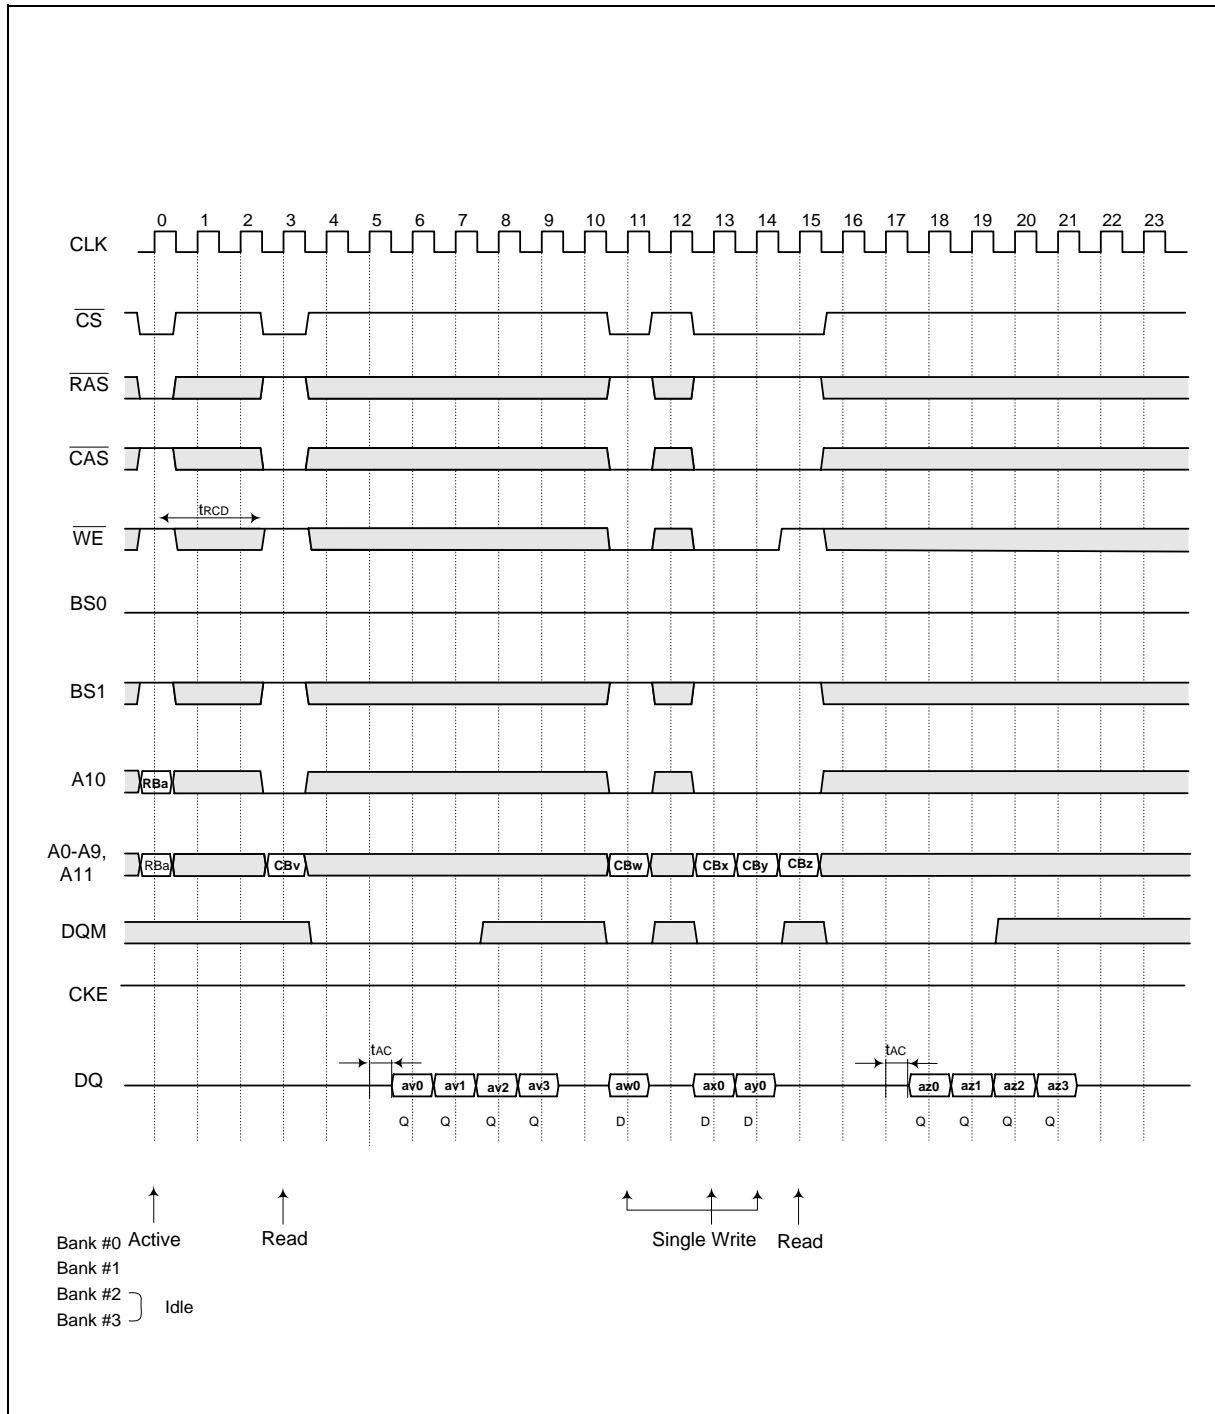 0 1 2 3 4 5 6 7 8 9 10 11 12 13 14 15 16 17 18 19 20 21 22 23
CLK
CS
RAS
CAS
tRCD
WE
BS0
BS1
A10 RBa
A0-A9,
A11
RBa CBv CBw CBx CBy CBz
DQM
CKE
tAC tAC
DQ av0 av1 av2 av3 aw0 ax0 ay0 az0 az1 az2 az3
Q Q Q Q D D D Q Q Q Q
Bank #0 Active Read Single Write Read
Bank #1
Bank #2
Idle
Bank #3